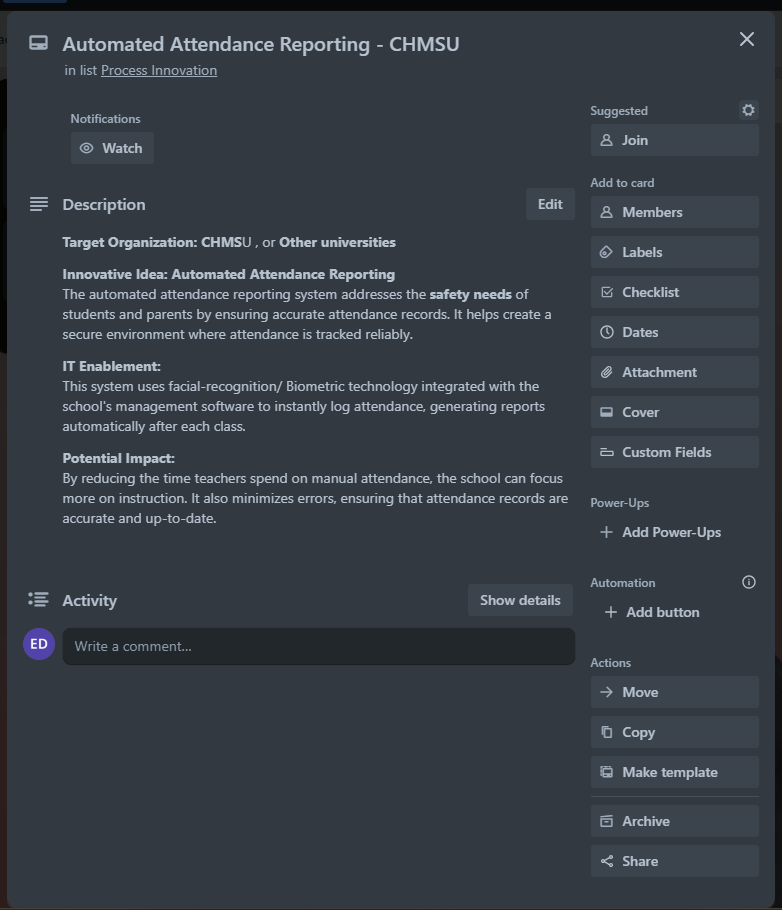 Automated Attendance Reporting - CHMSU
in list Process Innovation
Notifications
Watch
Description
Edit
Target Organization: CHMSU , or Other universities
Innovative Idea: Automated Attendance Reporting
The automated attendance reporting system addresses the safety needs of
students and parents by ensuring accurate attendance records. It helps create a
secure environment where attendance is tracked reliably.
IT Enablement:
This system uses facial-recognition/ Biometric technology integrated with the
school's management software to instantly log attendance, generating reports
automatically after each class.
Potential Impact:
By reducing the time teachers spend on manual attendance, the school can focus
more on instruction. It also minimizes errors, ensuring that attendance records are
accurate and up-to-date.
Activity
Show details
ED
Write a comment...
Suggested
Join
Add to card
Members
Labels
Checklist
Dates
Attachment
Cover
Custom Fields
Power-Ups
Add Power-Ups
Automation
Add button
Actions
Move
Copy
Make template
Archive
Share